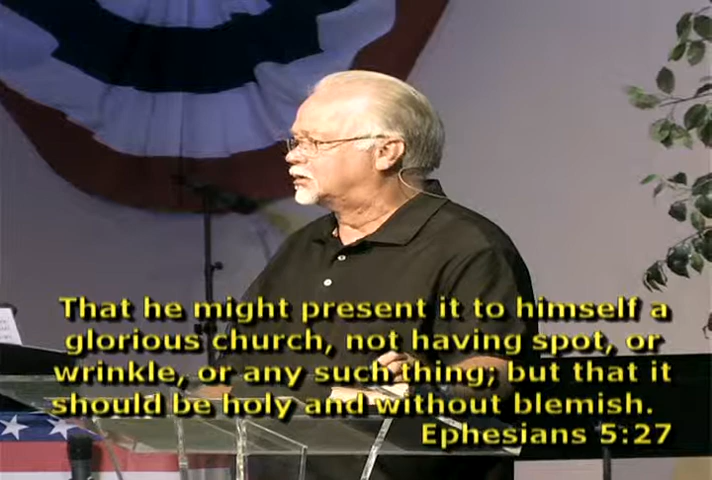 That he might present it to himself a
glorious church, not having spot, or
wrinkle, or any such thing; but that it
should be holy and without blemish.
Ephesians 5:27